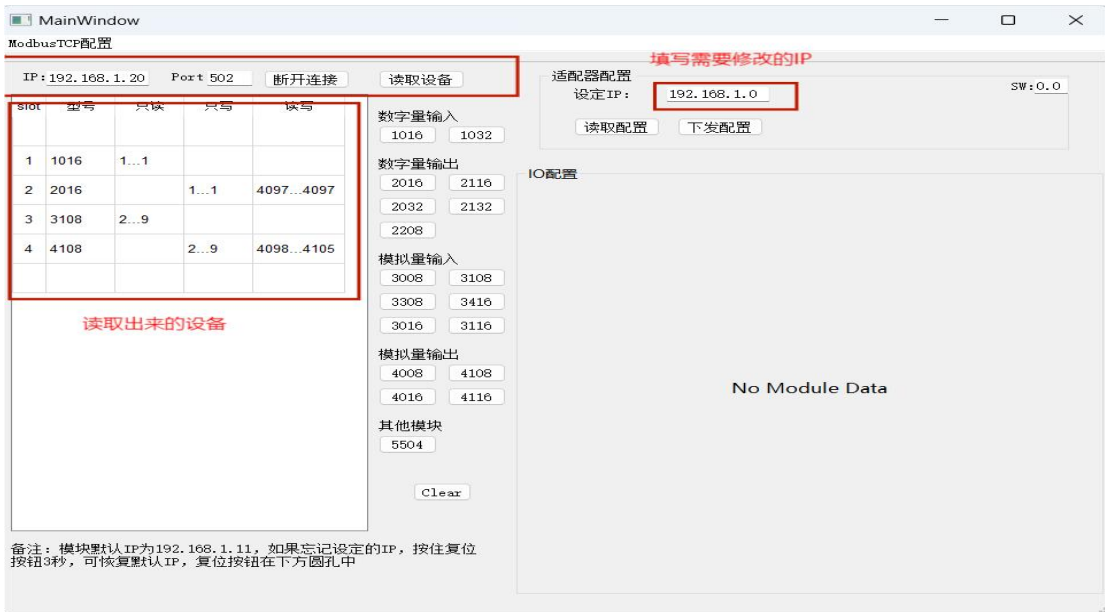 MainWindow
ModbusTCP配置
填写需要修改的IP
IP:192.168.1.20 Port 502 断开连接 读取设备
适配器配置
设定IP: 192.168.1.0 SW:0.0
读取配置 下发配置
slot 型号 只读 只写 读写
1 1016 1...1
2 2016 1...1 4097...4097
3 3108 2...9
4 4108 2...9 4098...4105
读取出来的设备
数字量输入
1016 1032
数字量输出
2016 2116
2032 2132
2208
模拟量输入
3008 3108
3308 3416
3016 3116
模拟量输出
4008 4108
4016 4116
其他模块
5504
Clear
IO配置
No Module Data
备注: 模块默认IP为192.168.1.11, 如果忘记设定的IP, 按住复位
按钮3秒, 可恢复默认IP, 复位按钮在下方圆孔中